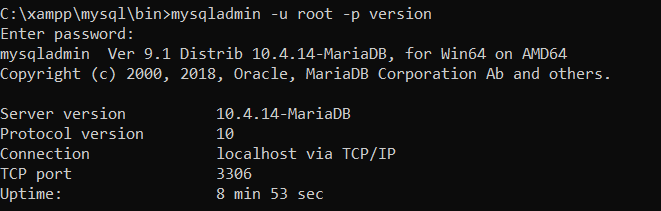 C:\xampp\mysql\bin>mysqladmin -u root -p version
Enter password:
mysqladmin  Ver 9.1 Distrib 10.4.14-MariaDB, for Win64 on AMD64
Copyright (c) 2000, 2018, Oracle, MariaDB Corporation Ab and others.
Server version          10.4.14-MariaDB
Protocol version        10
Connection              localhost via TCP/IP
TCP port                3306
Uptime:                 8 min 53 sec